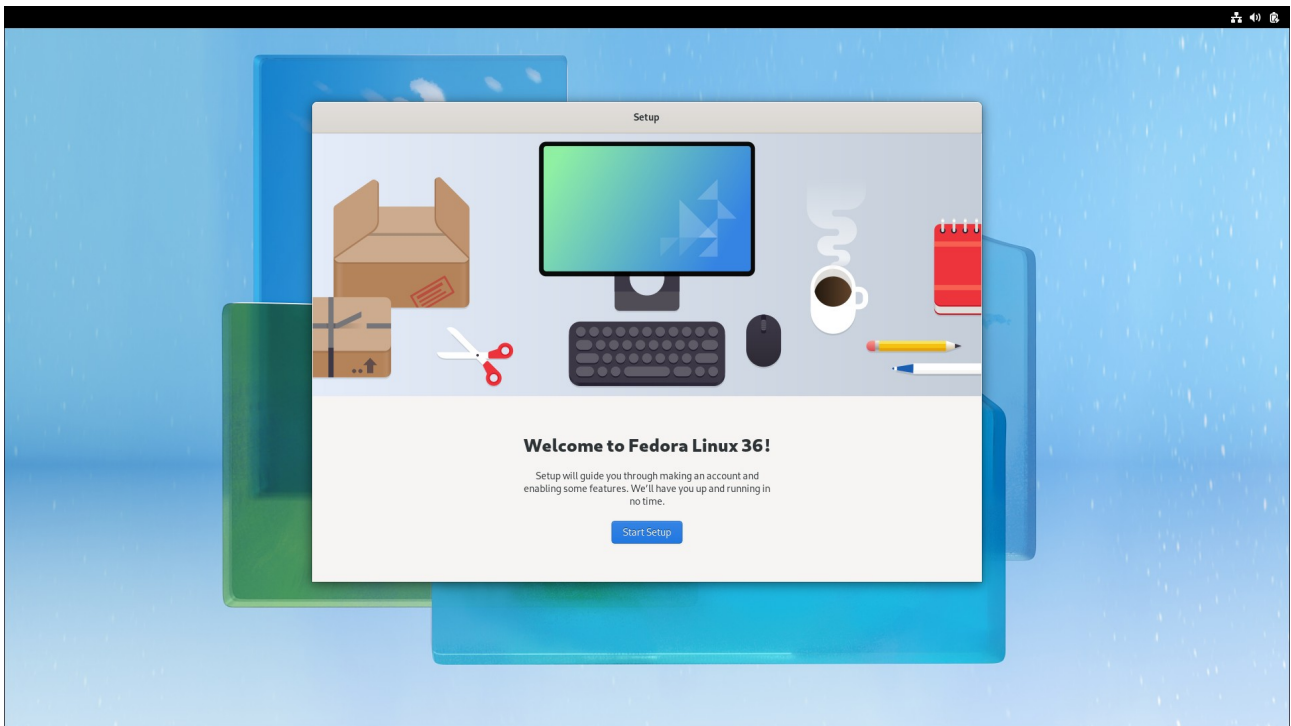 Setup
Welcome to Fedora Linux 36!
Setup will guide you through making an account and
enabling some features. We’ll have you up and running in
no time.
Start Setup